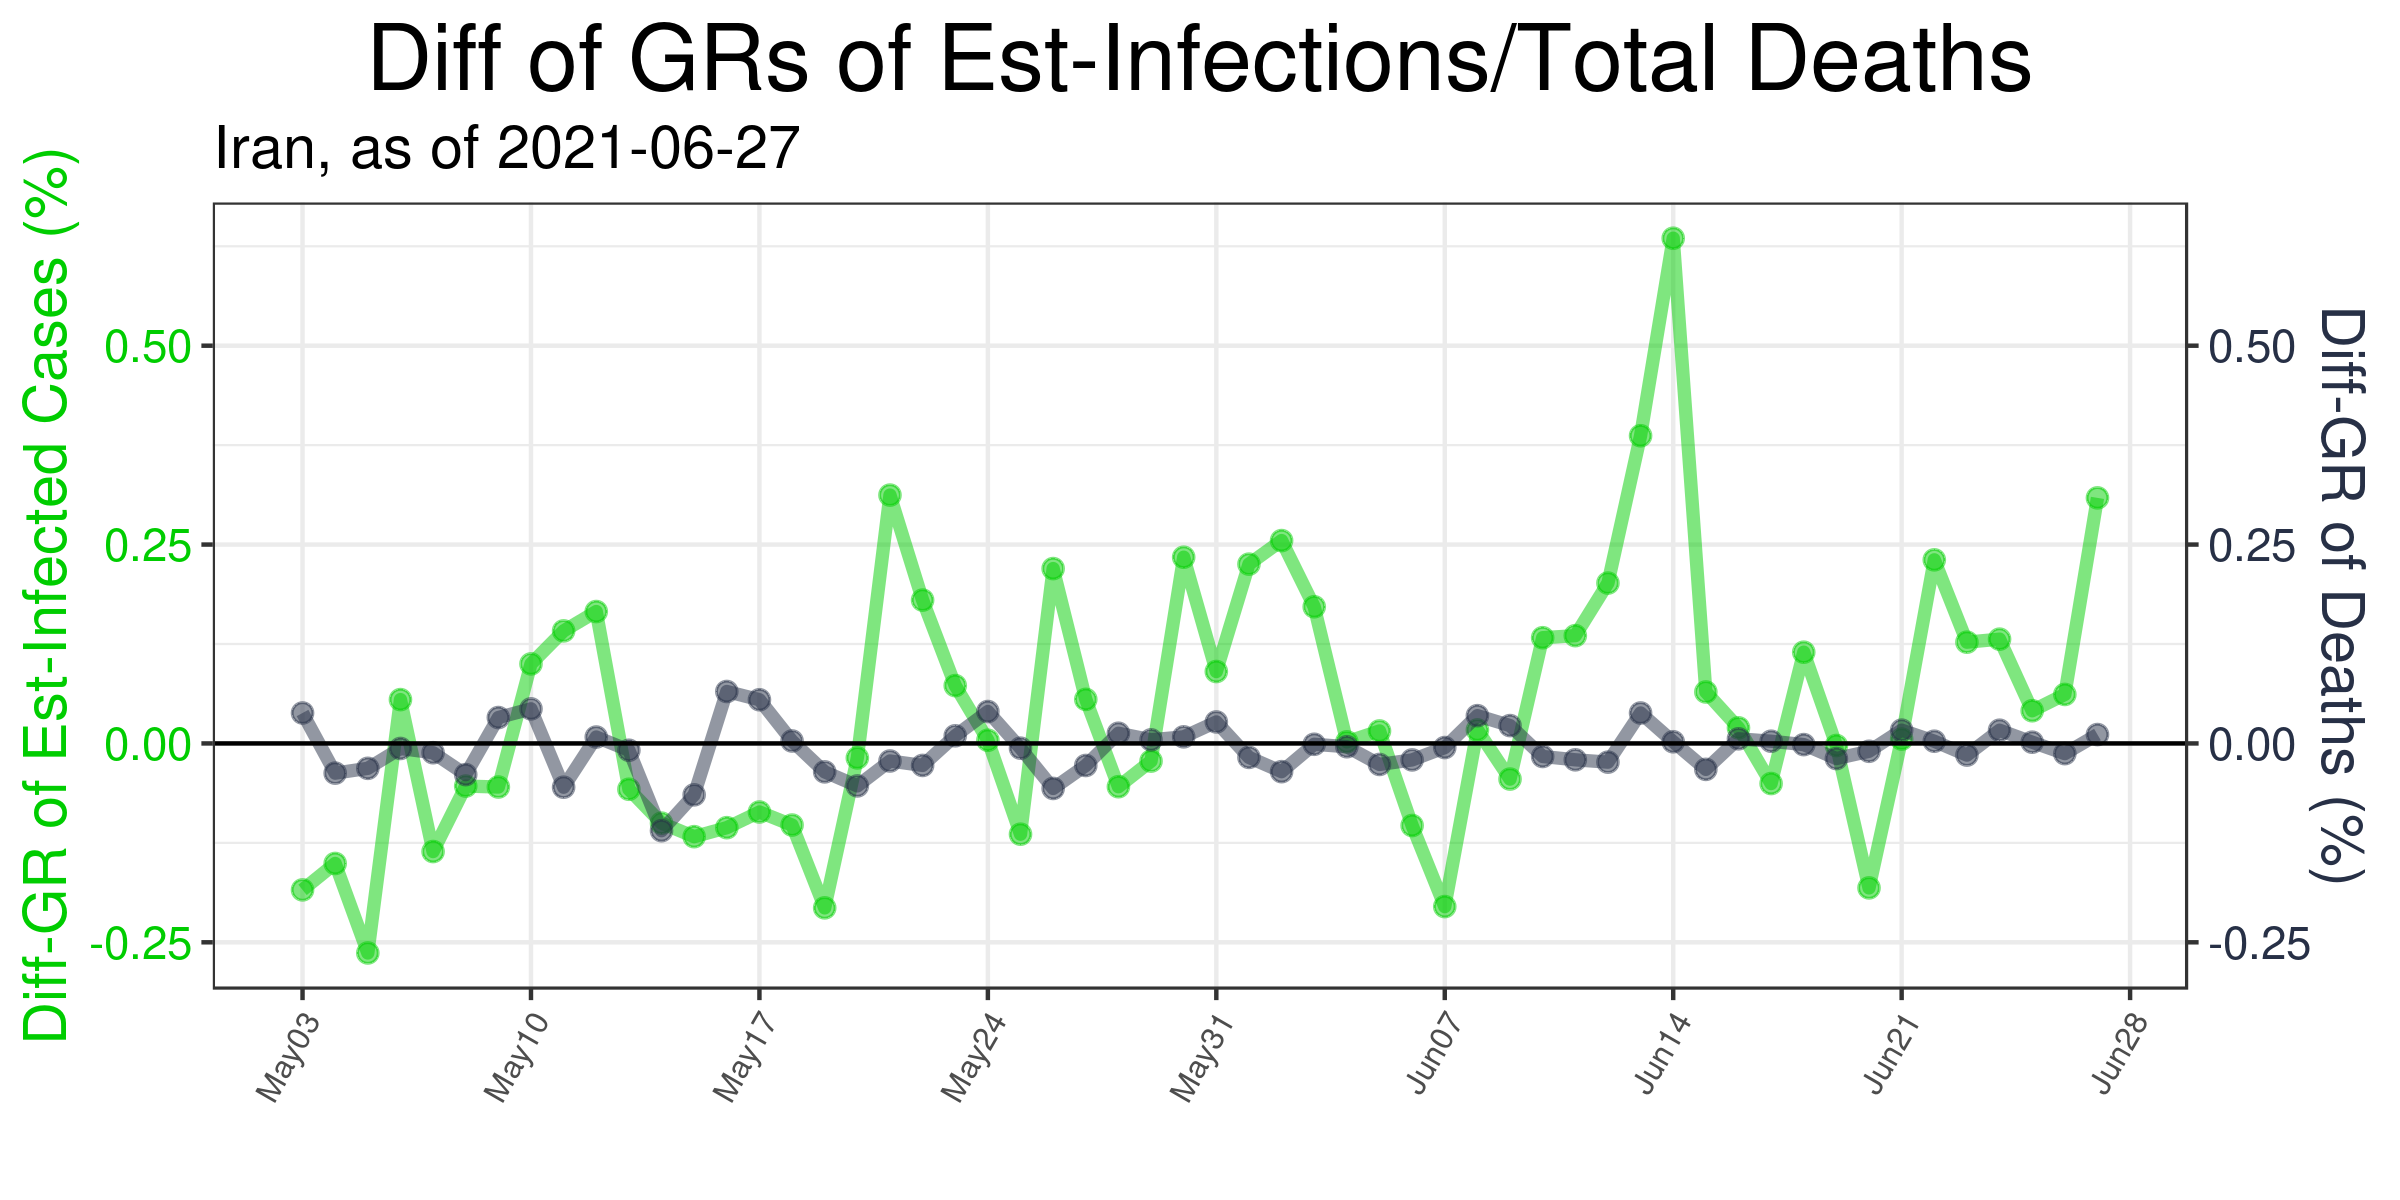 Diff of GRs of Est-Infections/Total Deaths
Iran, as of 2021-06-27
Diff-GR of Est-Infected Cases (%)
0.50
0.25
0.00
-0.25
0.50
0.25
0.00
-0.25
Diff-GR of Deaths (%)
May03
May10
May17
May24
May31
Jun07
Jun14
Jun21
Jun28